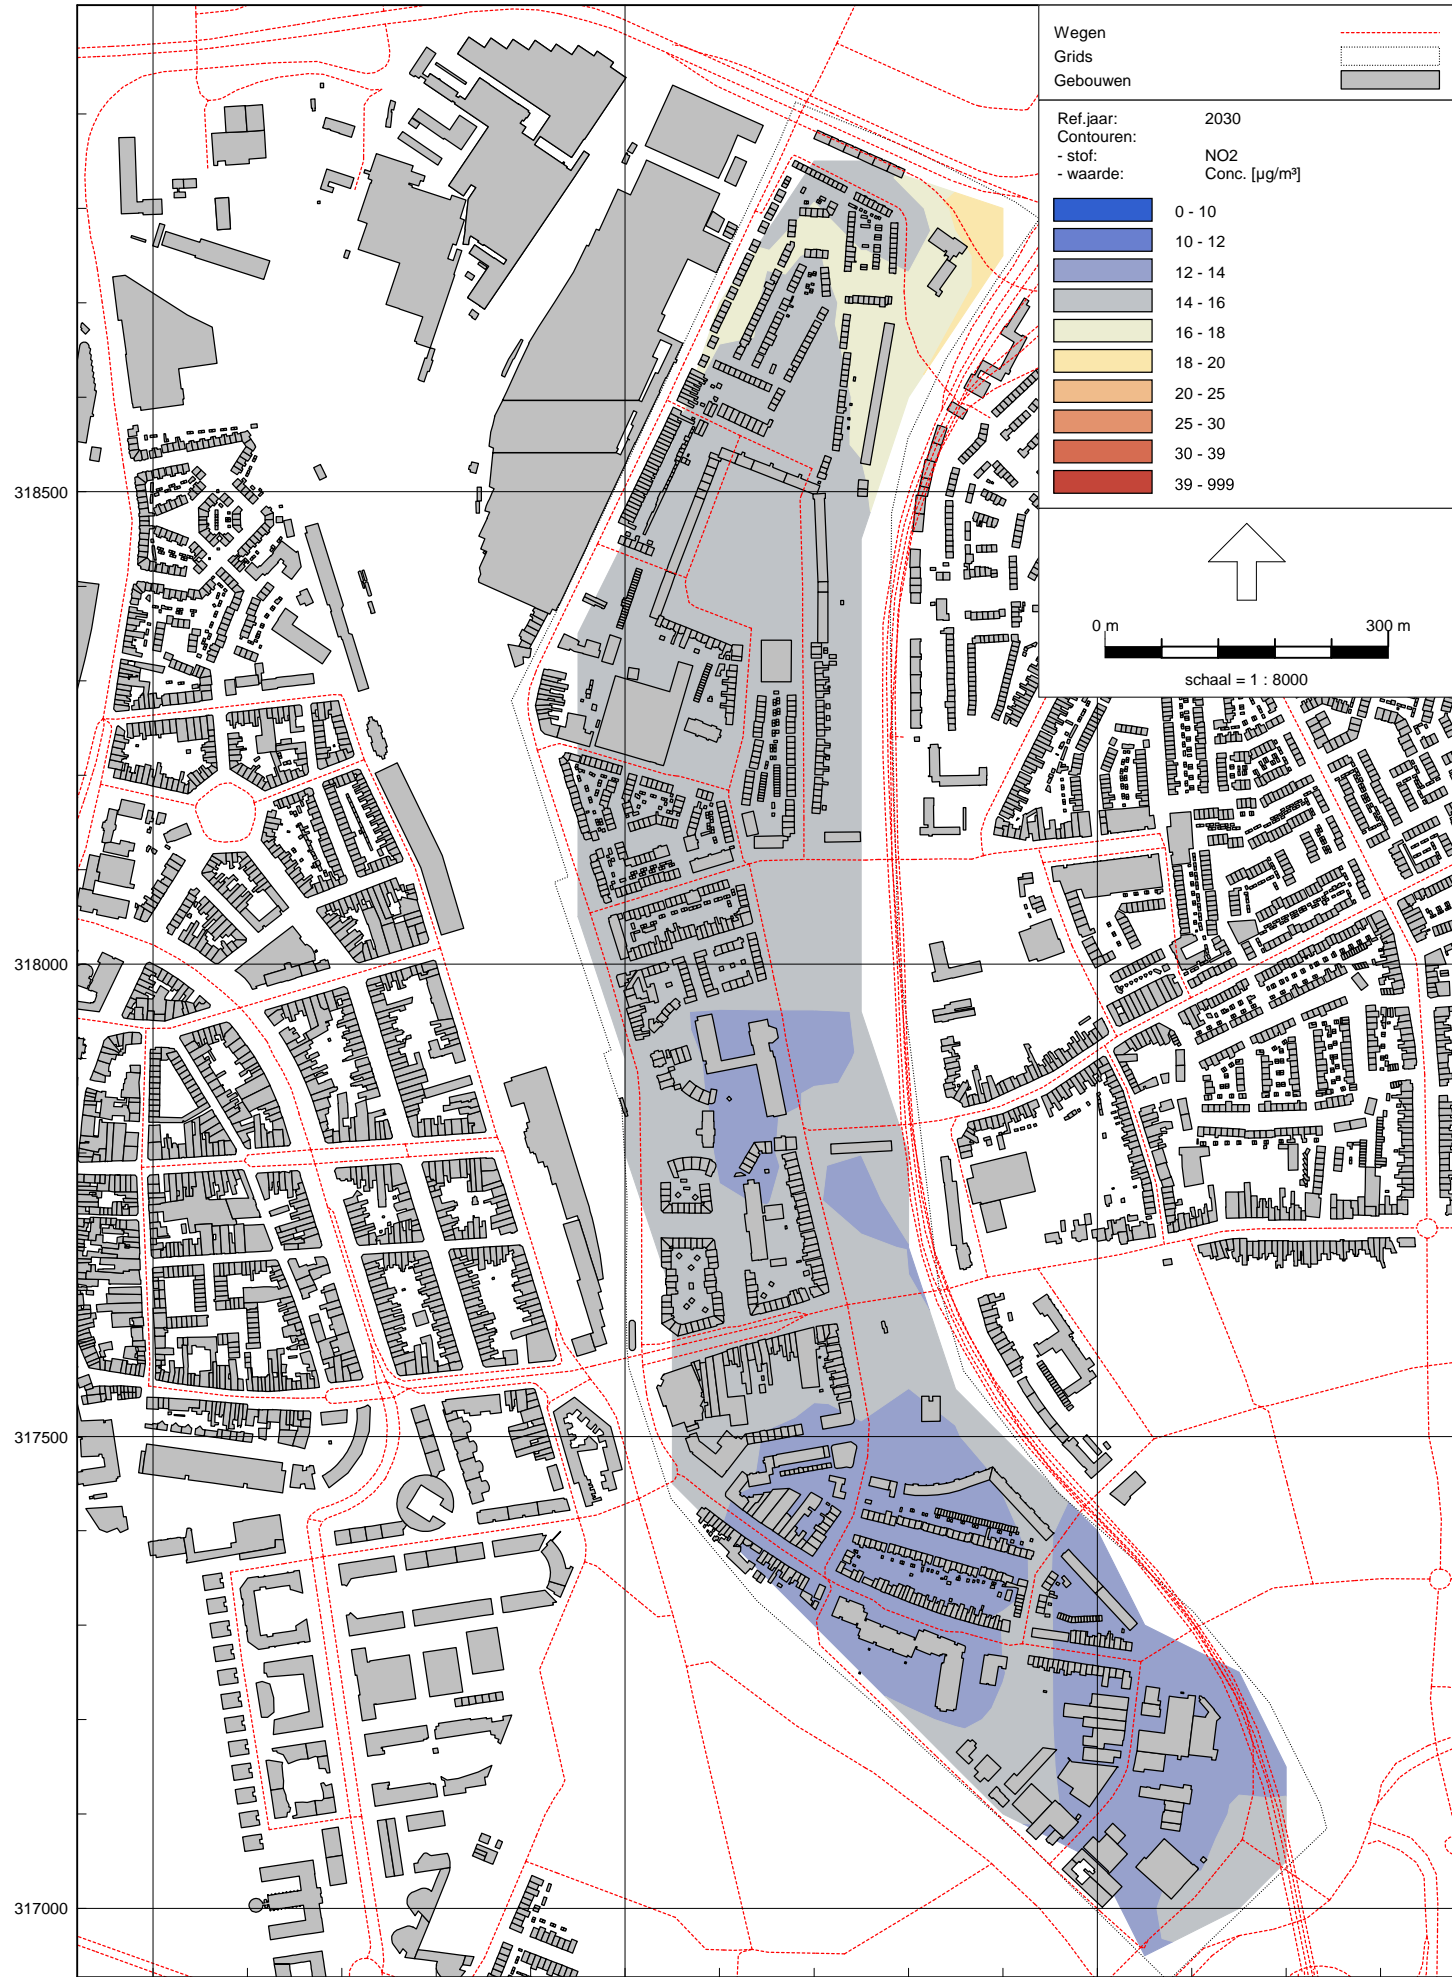 Wegen
Grids
Gebouwen
Ref.jaar: 2030
Contouren:
- stof: NO2
- waarde: Conc. [µg/m³]
0 - 10
10 - 12
12 - 14
14 - 16
16 - 18
18 - 20
20 - 25
25 - 30
30 - 39
39 - 999
0 m 300 m
schaal = 1 : 8000
318500
318000
317500
317000